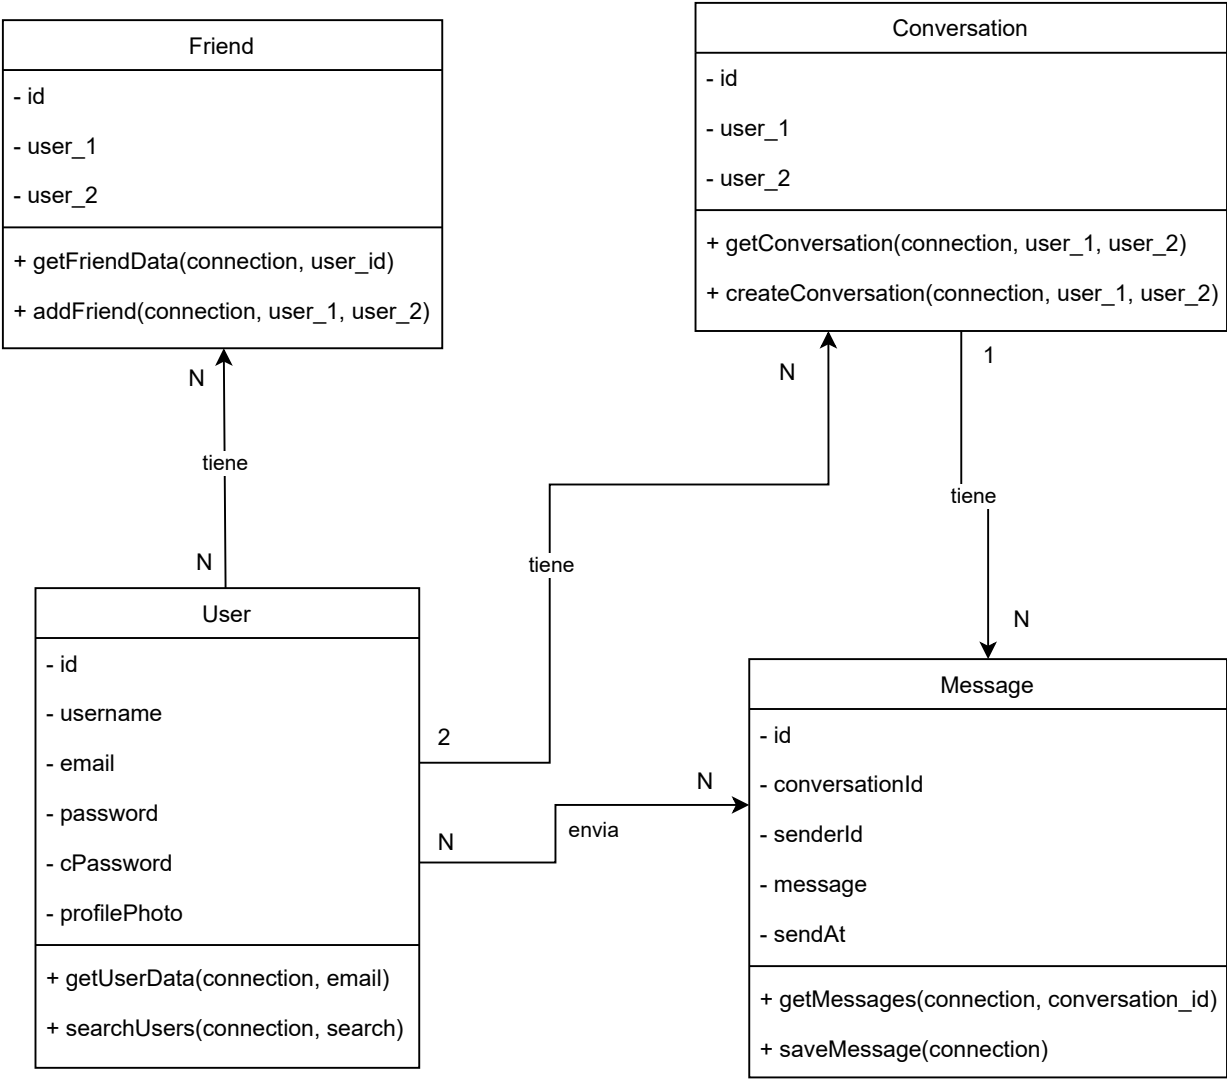 Friend
- id
- user_1
- user_2
+ getFriendData(connection, user_id)
+ addFriend(connection, user_1, user_2)
Conversation
- id
- user_1
- user_2
+ getConversation(connection, user_1, user_2)
+ createConversation(connection, user_1, user_2)
N
tiene
N
N
tiene
2
1
tiene
N
N
envia
N
User
- id
- username
- email
- password
- cPassword
- profilePhoto
+ getUserData(connection, email)
+ searchUsers(connection, search)
Message
- id
- conversationId
- senderId
- message
- sendAt
+ getMessages(connection, conversation_id)
+ saveMessage(connection)